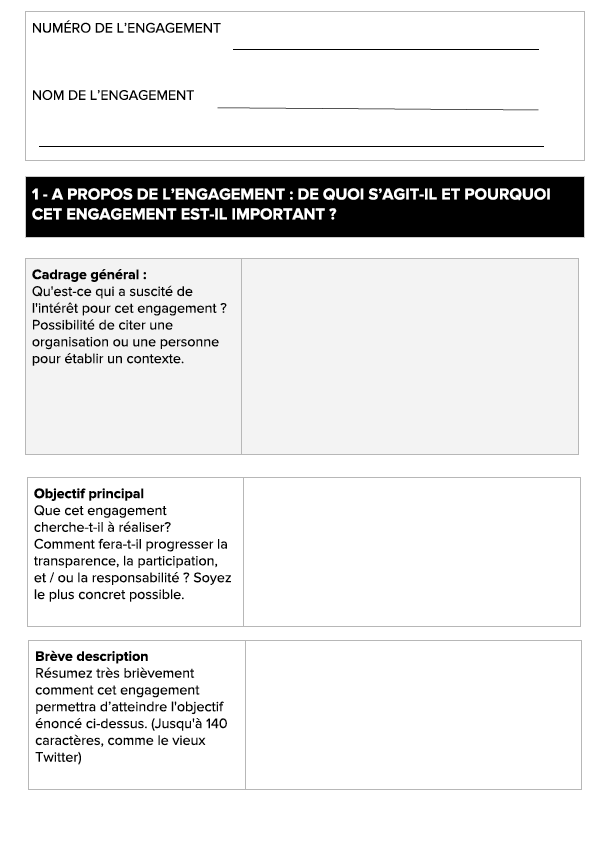 NUMÉRO DE L’ENGAGEMENT
NOM DE L’ENGAGEMENT
1 - A PROPOS DE L’ENGAGEMENT : DE QUOI S’AGIT-IL ET POURQUOI
CET ENGAGEMENT EST-IL IMPORTANT ?
Cadrage général :
Qu'est-ce qui a suscité de
l'intérêt pour cet engagement ?
Possibilité de citer une
organisation ou une personne
pour établir un contexte.
Objectif principal
Que cet engagement
cherche-t-il à réaliser?
Comment fera-t-il progresser la
transparence, la participation,
et / ou la responsabilité ? Soyez
le plus concret possible.
Brève description
Résumez très brièvement
comment cet engagement
permettra d’atteindre l'objectif
énoncé ci-dessus. (Jusqu'à 140
caractères, comme le vieux
Twitter)